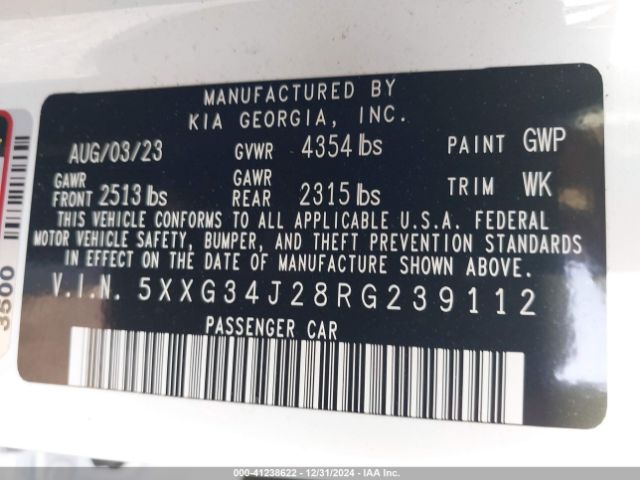 MANUFACTURED BY
KIA GEORGIA, INC.
AUG/03/23 GVWR 4354 lbs PAINT GWP
GAWR FRONT 2513 lbs GAWR REAR 2315 lbs TRIM WK
THIS VEHICLE CONFORMS TO ALL APPLICABLE U.S.A. FEDERAL
MOTOR VEHICLE SAFETY, BUMPER, AND THEFT PREVENTION STANDARDS
IN EFFECT ON THE DATE OF MANUFACTURE SHOWN ABOVE.
V.I.N. 5XXG34J28RG239112
PASSENGER CAR
3500
000-41238622 - 12/31/2024 - IAA Inc.